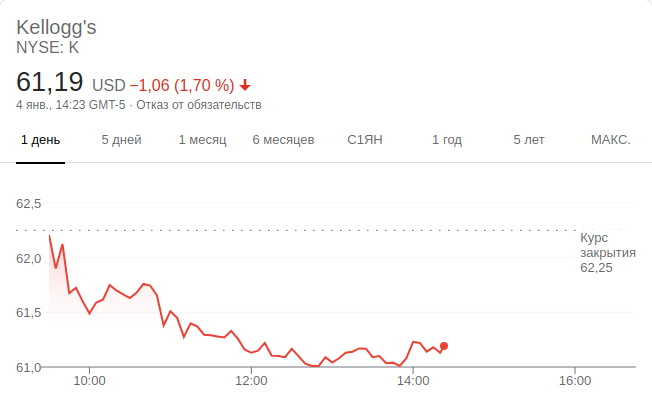 Kellogg's
NYSE: K
61,19 USD −1,06 (1,70 %)
4 янв., 14:23 GMT-5 · Отказ от обязательств
1 день 5 дней 1 месяц 6 месяцев С1ЯН 1 год 5 лет МАКС.
62,5
Курс
закрытия
62,25
62,0
61,5
61,0
10:00 12:00 14:00 16:00